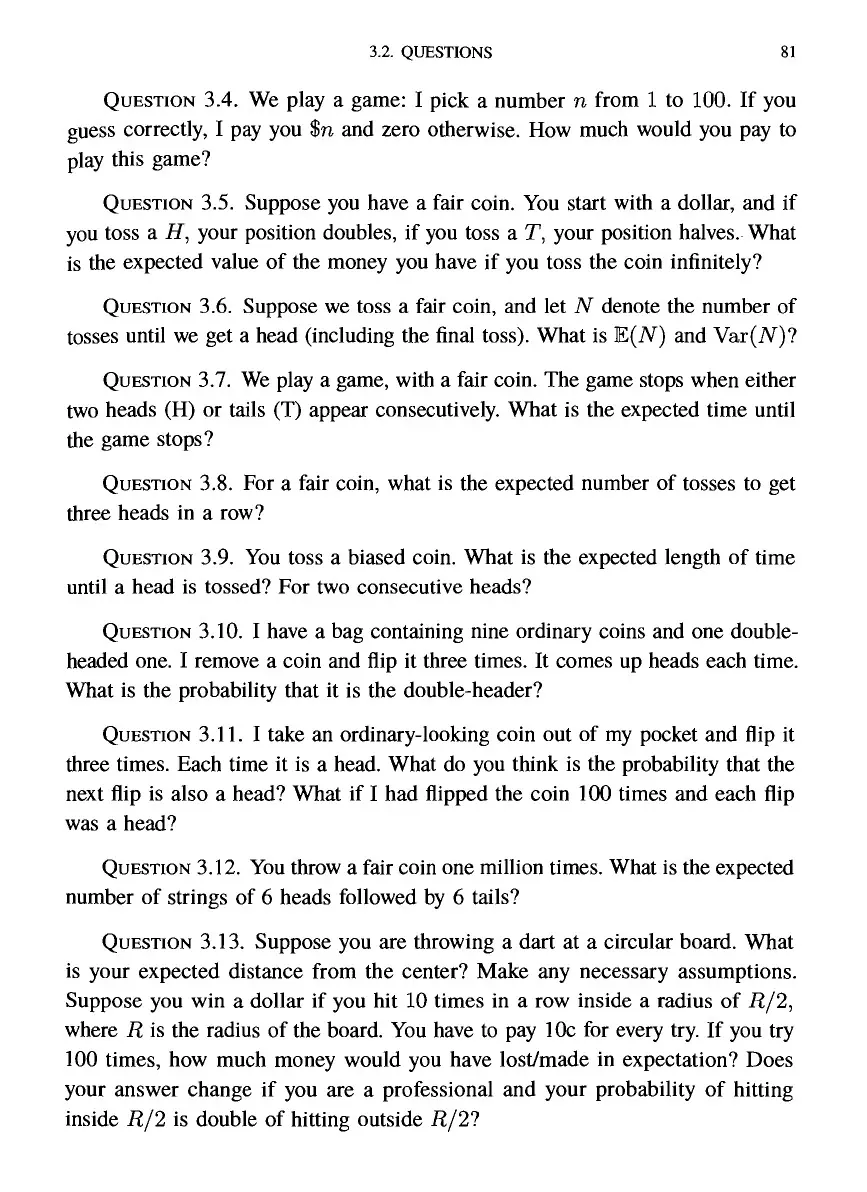 3.2. QUESTIONS 81
QUESTION 3.4. We play a game: I pick a number n from 1 to 100. If you
guess correctly, I pay you $n and zero otherwise. How much would you pay to
play this game?
QUESTION 3.5. Suppose you have a fair coin. You start with a dollar, and if
you toss a H, your position doubles, if you toss a T, your position halves. What
is the expected value of the money you have if you toss the coin infinitely?
QUESTION 3.6. Suppose we toss a fair coin, and let N denote the number of
tosses until we get a head (including the final toss). What is 𝔼(N) and Var(N)?
QUESTION 3.7. We play a game, with a fair coin. The game stops when either
two heads (H) or tails (T) appear consecutively. What is the expected time until
the game stops?
QUESTION 3.8. For a fair coin, what is the expected number of tosses to get
three heads in a row?
QUESTION 3.9. You toss a biased coin. What is the expected length of time
until a head is tossed? For two consecutive heads?
QUESTION 3.10. I have a bag containing nine ordinary coins and one double-
headed one. I remove a coin and flip it three times. It comes up heads each time.
What is the probability that it is the double-header?
QUESTION 3.11. I take an ordinary-looking coin out of my pocket and flip it
three times. Each time it is a head. What do you think is the probability that the
next flip is also a head? What if I had flipped the coin 100 times and each flip
was a head?
QUESTION 3.12. You throw a fair coin one million times. What is the expected
number of strings of 6 heads followed by 6 tails?
QUESTION 3.13. Suppose you are throwing a dart at a circular board. What
is your expected distance from the center? Make any necessary assumptions.
Suppose you win a dollar if you hit 10 times in a row inside a radius of R/2,
where R is the radius of the board. You have to pay 10c for every try. If you try
100 times, how much money would you have lost/made in expectation? Does
your answer change if you are a professional and your probability of hitting
inside R/2 is double of hitting outside R/2?